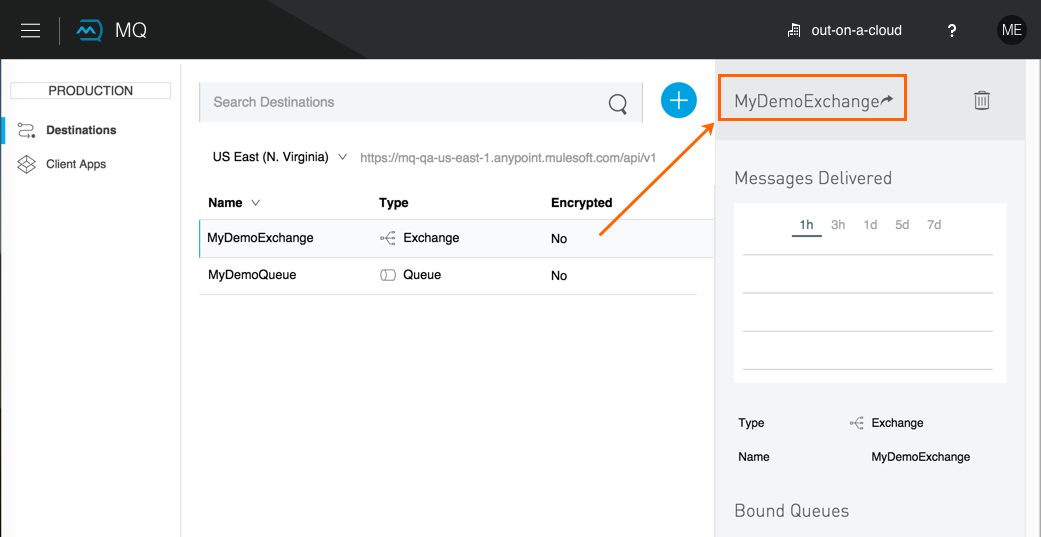 MQ
out-on-a-cloud
?
ME
PRODUCTION
Destinations
Client Apps
Search Destinations
US East (N. Virginia) https://mq-qa-us-east-1.anypoint.mulesoft.com/api/v1
Name Type Encrypted
MyDemoExchange Exchange No
MyDemoQueue Queue No
MyDemoExchange
Messages Delivered
1h 3h 1d 5d 7d
Type Exchange
Name MyDemoExchange
Bound Queues